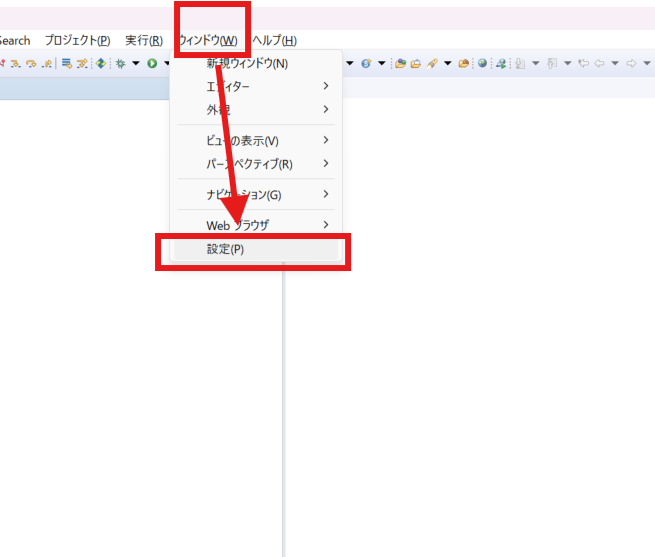 Search プロジェクト(P) 実行(R) ウィンドウ(W) ヘルプ(H)
新規ウィンドウ(N)
エディター
外観
ビューの表示(V)
パースペクティブ(R)
ナビゲーション(G)
Web ブラウザ
設定(P)